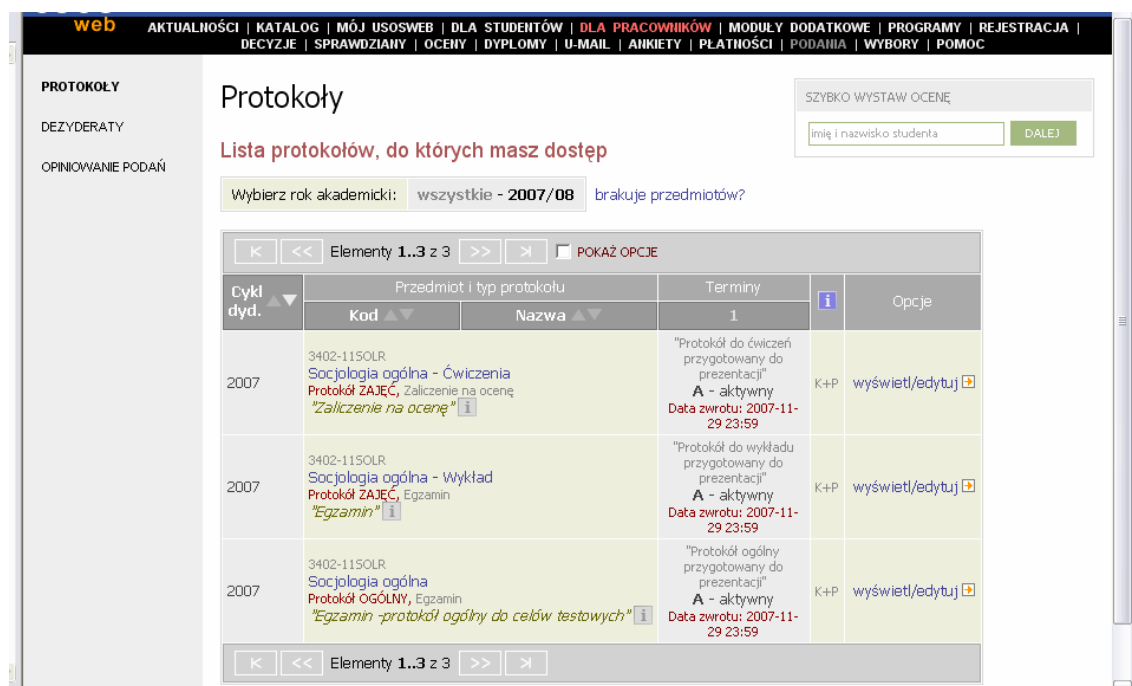 web
AKTUALNOŚCI | KATALOG | MÓJ USOSWEB | DLA STUDENTÓW | DLA PRACOWNIKÓW | MODUŁY DODATKOWE | PROGRAMY | REJESTRACJA |
DECYZJE | SPRAWDZIANY | OCENY | DYPLOMY | U-MAIL | ANKIETY | PŁATNOŚCI | PODANIA | WYBORY | POMOC
PROTOKOŁY
DEZYDERATY
OPINIOWANIE PODAŃ
Protokoły
SZYBKO WYSTAW OCENĘ
imię i nazwisko studenta DALEJ
Lista protokołów, do których masz dostęp
Wybierz rok akademicki: wszystkie - 2007/08 brakuje przedmiotów?
K << Elementy 1..3 z 3 >> >| POKAŻ OPCJE
Cykl dyd.
Przedmiot i typ protokołu
Kod
Nazwa
Terminy
1
i
Opcje
2007
3402-11SOLR
Socjologia ogólna - Ćwiczenia
Protokół ZAJĘĆ, Zaliczenie na ocenę
"Zaliczenie na ocenę" i
"Protokół do ćwiczeń
przygotowany do
prezentacji"
A - aktywny
Data zwrotu: 2007-11-
29 23:59
K+P
wyświetl/edytuj
2007
3402-11SOLR
Socjologia ogólna - Wykład
Protokół ZAJĘĆ, Egzamin
"Egzamin" i
"Protokół do wykładu
przygotowany do
prezentacji"
A - aktywny
Data zwrotu: 2007-11-
29 23:59
K+P
wyświetl/edytuj
2007
3402-11SOLR
Socjologia ogólna
Protokół OGÓLNY, Egzamin
"Egzamin -protokół ogólny do celów testowych" i
"Protokół ogólny
przygotowany do
prezentacji"
A - aktywny
Data zwrotu: 2007-11-
29 23:59
K+P
wyświetl/edytuj
K << Elementy 1..3 z 3 >> >|